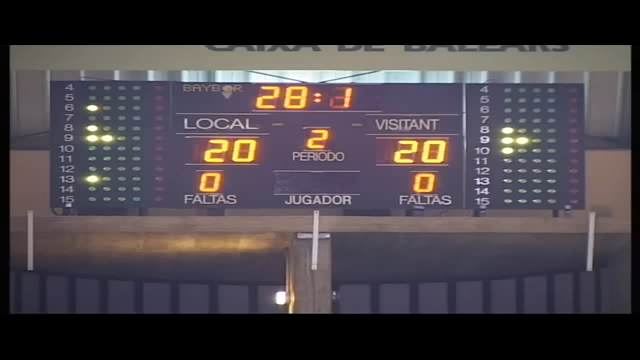 CAIXA DE BALEARS
BAYBOR
28:1
LOCAL 2 VISITANT
20 PERIODO 20
0 0
FALTAS JUGADOR FALTAS
4 4
5 5
6 6
7 7
8 8
9 9
10 10
11 11
12 12
13 13
14 14
15 15